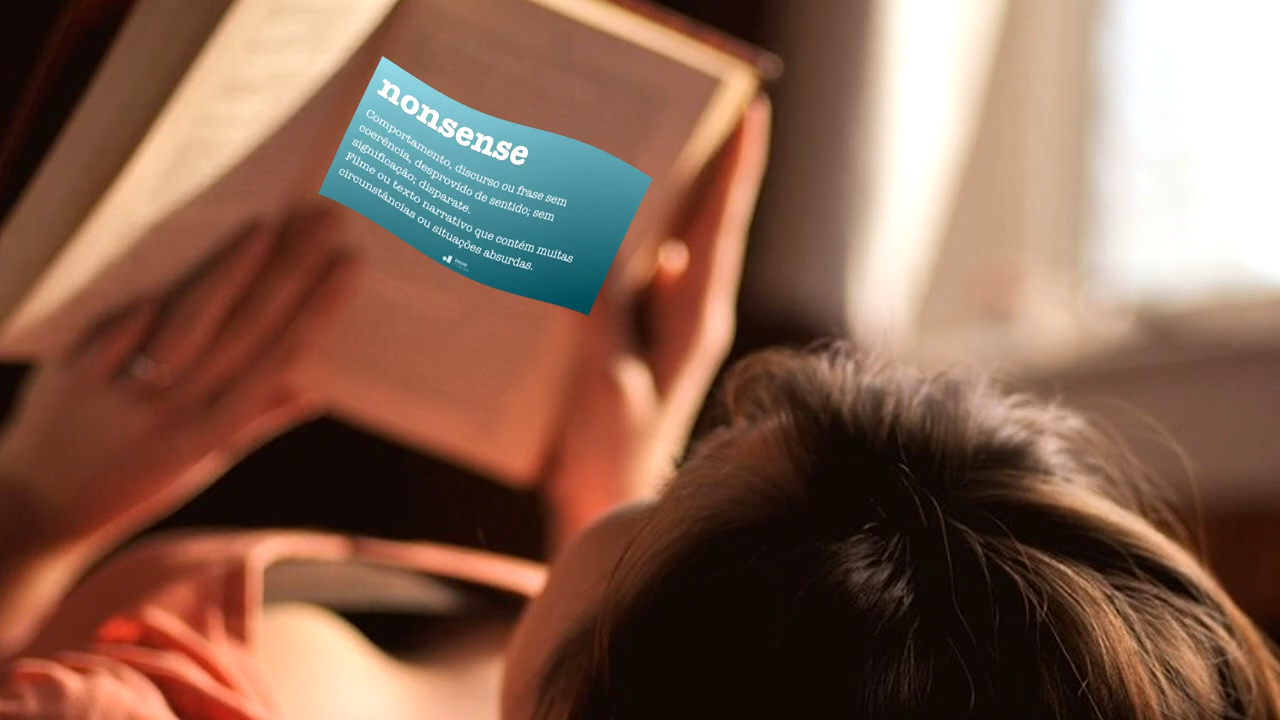 nonsense
Comportamento, discurso ou frase sem
coerência, desprovido de sentido; sem
significação; disparate.
Filme ou texto narrativo que contém muitas
circunstâncias ou situações absurdas.